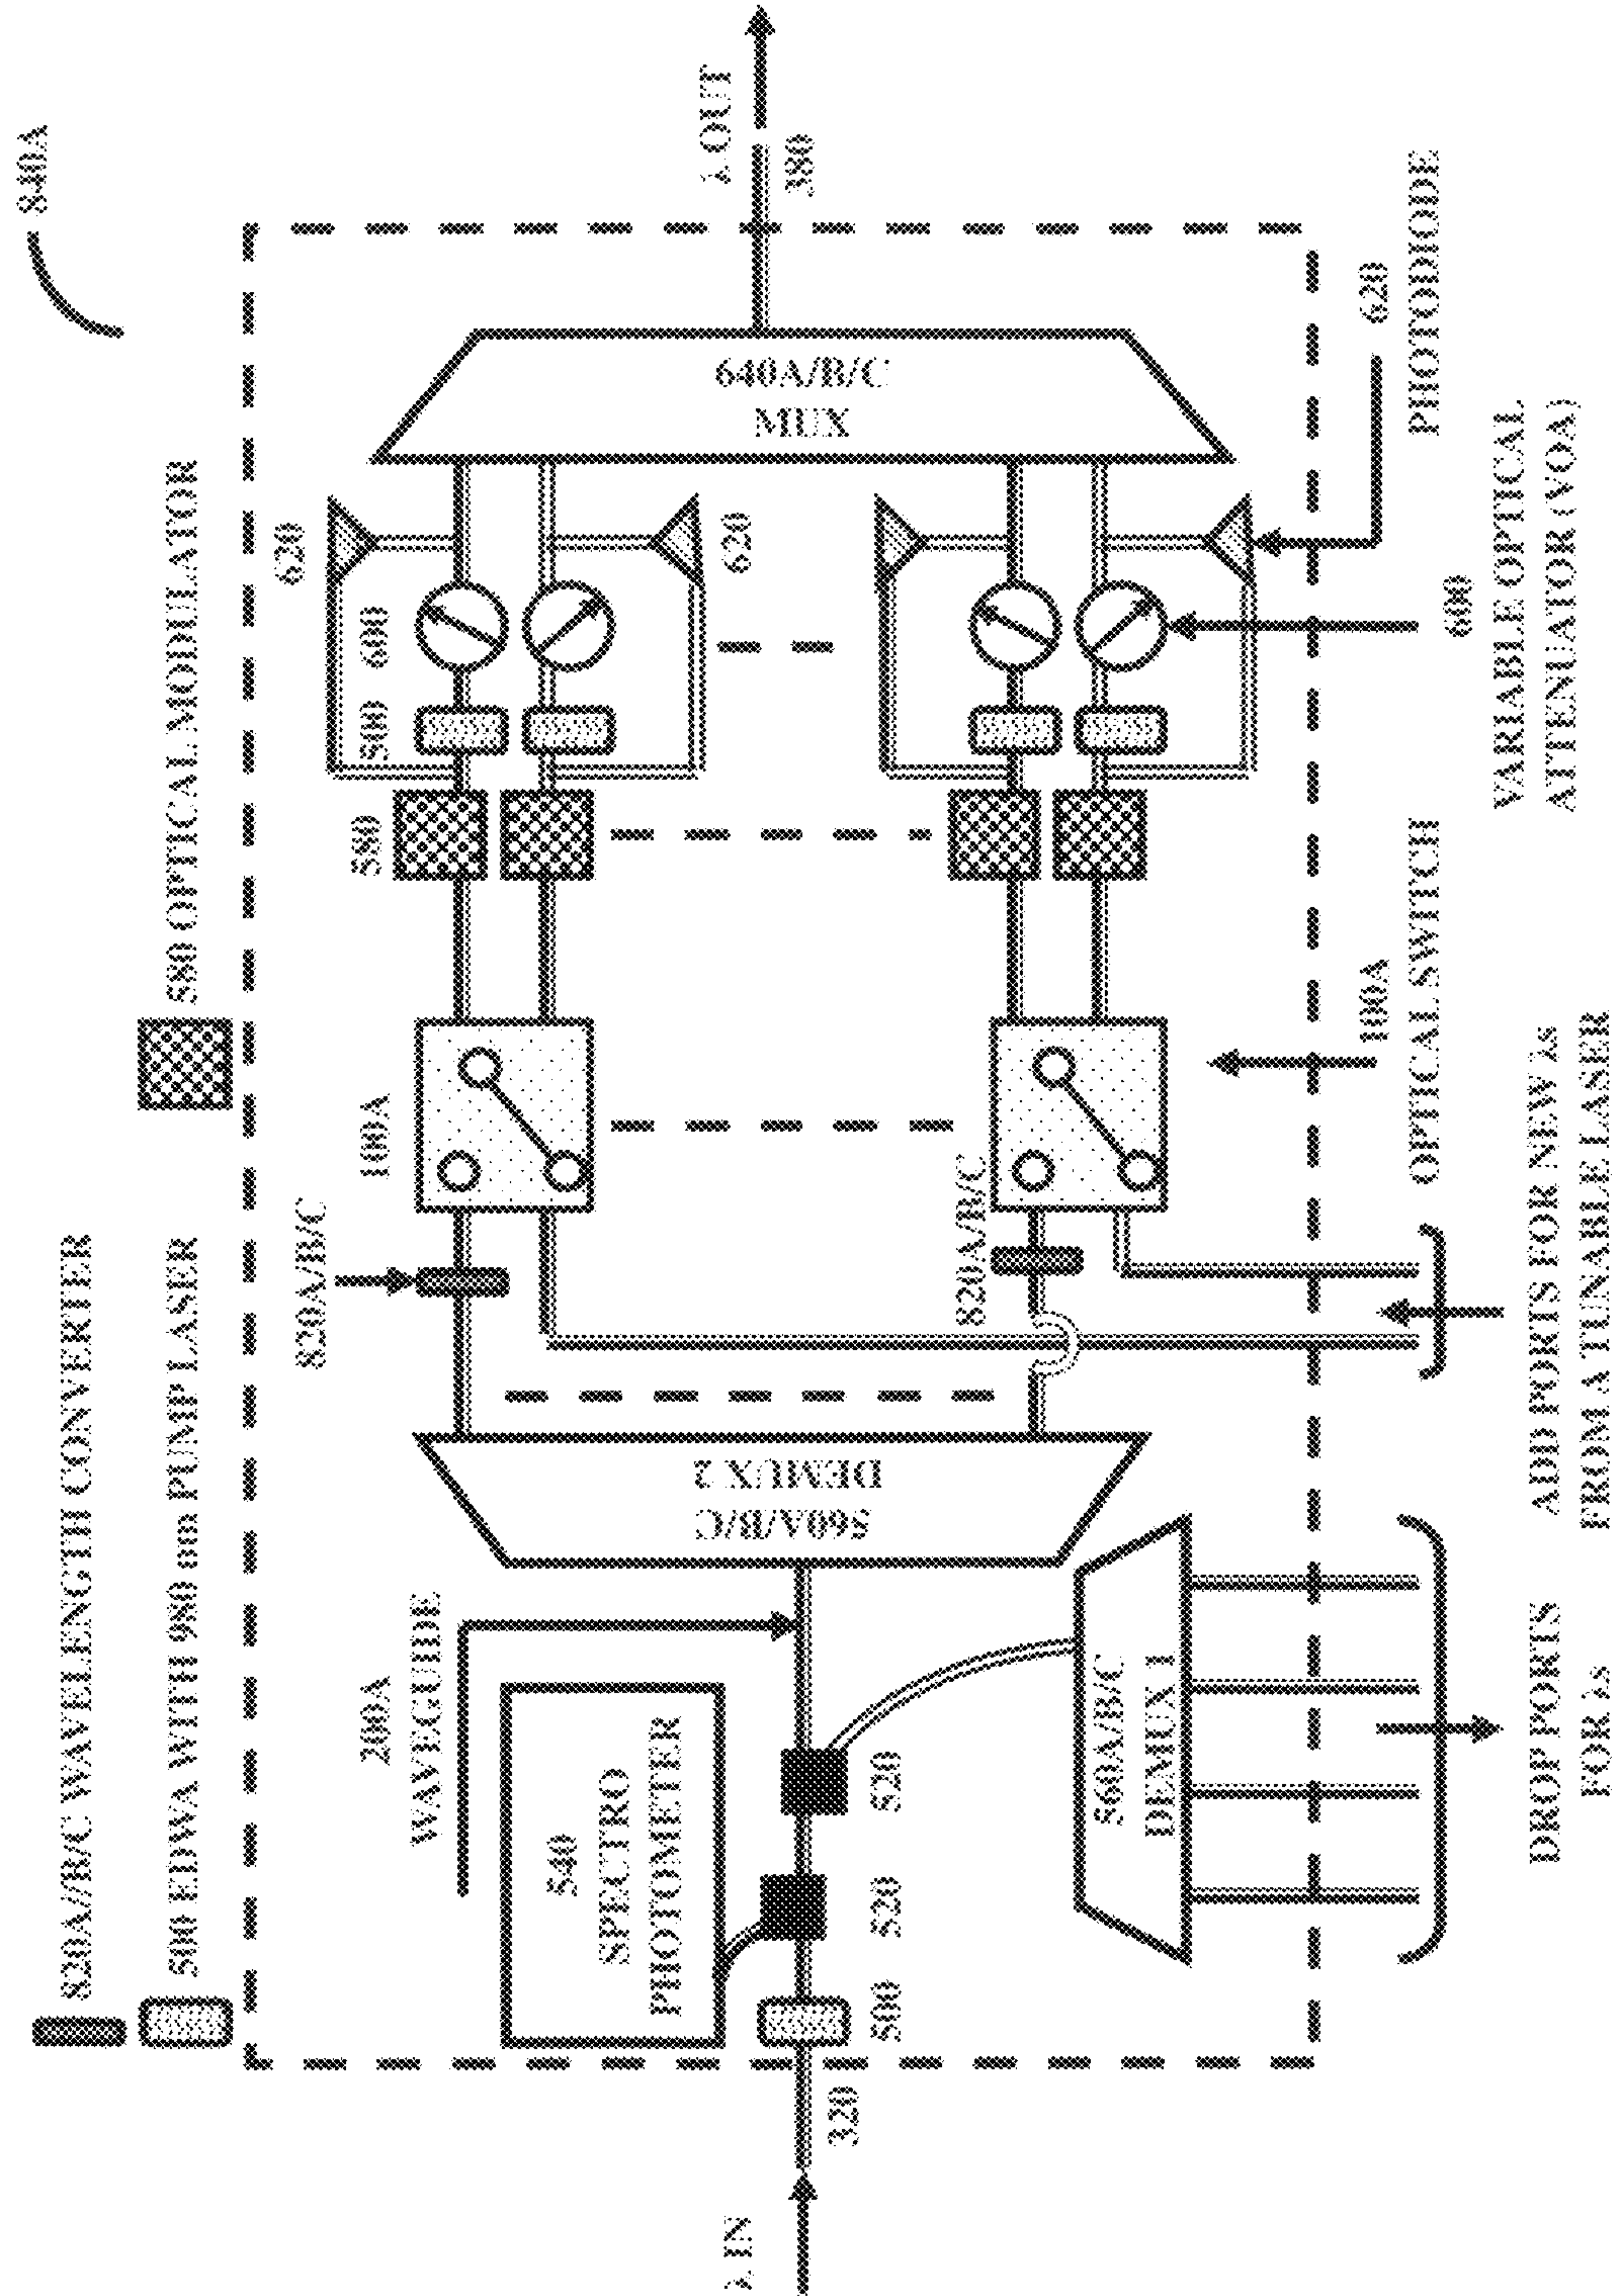 840A
820A//B/C WAVELENGTH CONVERTER
500 EDWA WITH 980 nm PUMP LASER
580 OPTICAL MODULATOR
λ IN
320
500
520
520
540
SPECTRO
PHOTOMETER
200A
WAVEGUIDE
560A/B/C
DEMUX 1
560A/B/C
DEMUX 2
820A/B/C
820A/B/C
100A
580
500
600
620
620
640A/B/C
MUX
λ OUT
380
DROP PORTS
FOR λs
ADD PORTS FOR NEW λs
FROM A TUNABLE LASER
100A
OPTICAL SWITCH
600
VARIABLE OPTICAL
ATTENUATOR (VOA)
620
PHOTODIODE